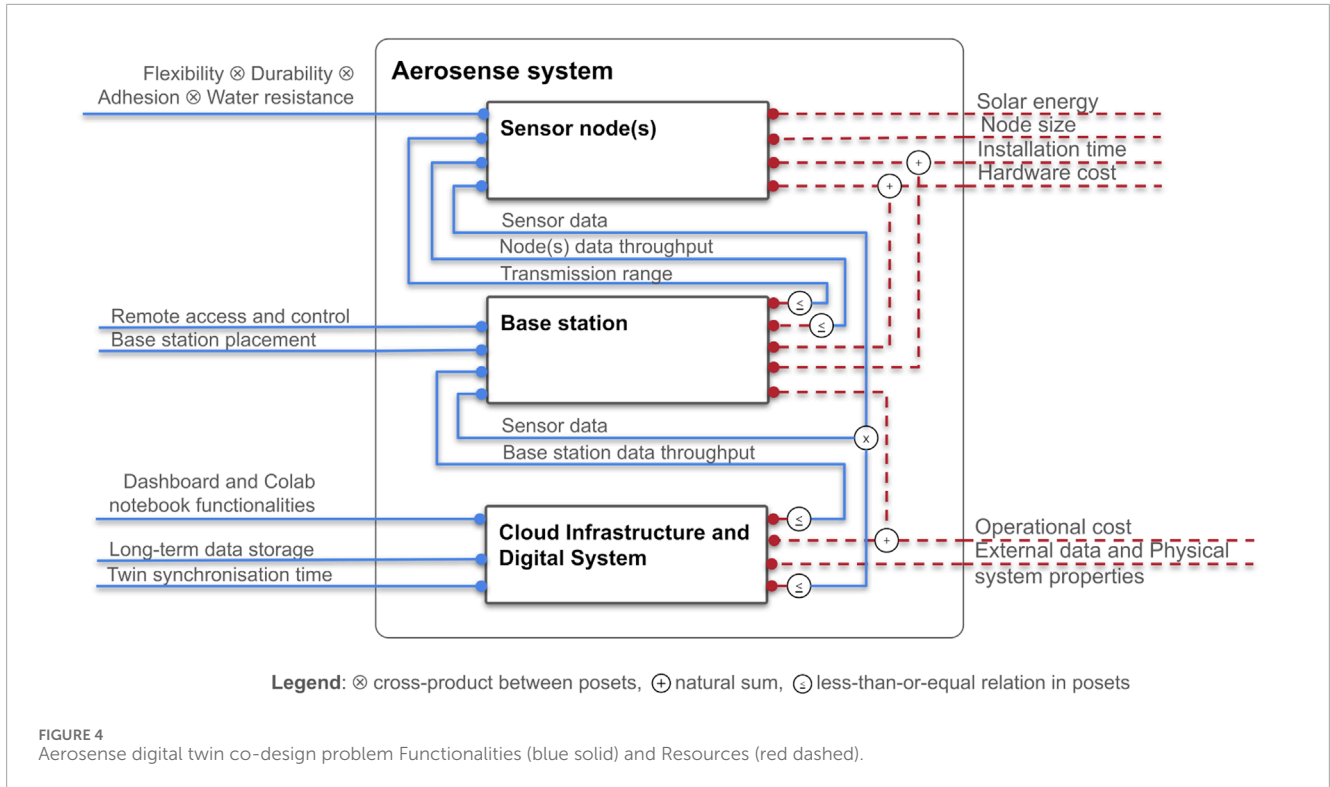 Flexibility ⊗ Durability ⊗
Adhesion ⊗ Water resistance
Aerosense system
Sensor node(s)
Solar energy
Node size
Installation time
Hardware cost
+
+
Sensor data
Node(s) data throughput
Transmission range
≤
≤
Remote access and control
Base station placement
Base station
Sensor data
x
Base station data throughput
Dashboard and Colab
notebook functionalities
Long-term data storage
Twin synchronisation time
Cloud Infrastructure and
Digital System
≤
+
≤
Operational cost
External data and Physical
system properties
Legend: ⊗ cross-product between posets, ⊕ natural sum, ≤ less-than-or-equal relation in posets
FIGURE 4
Aerosense digital twin co-design problem Functionalities (blue solid) and Resources (red dashed).